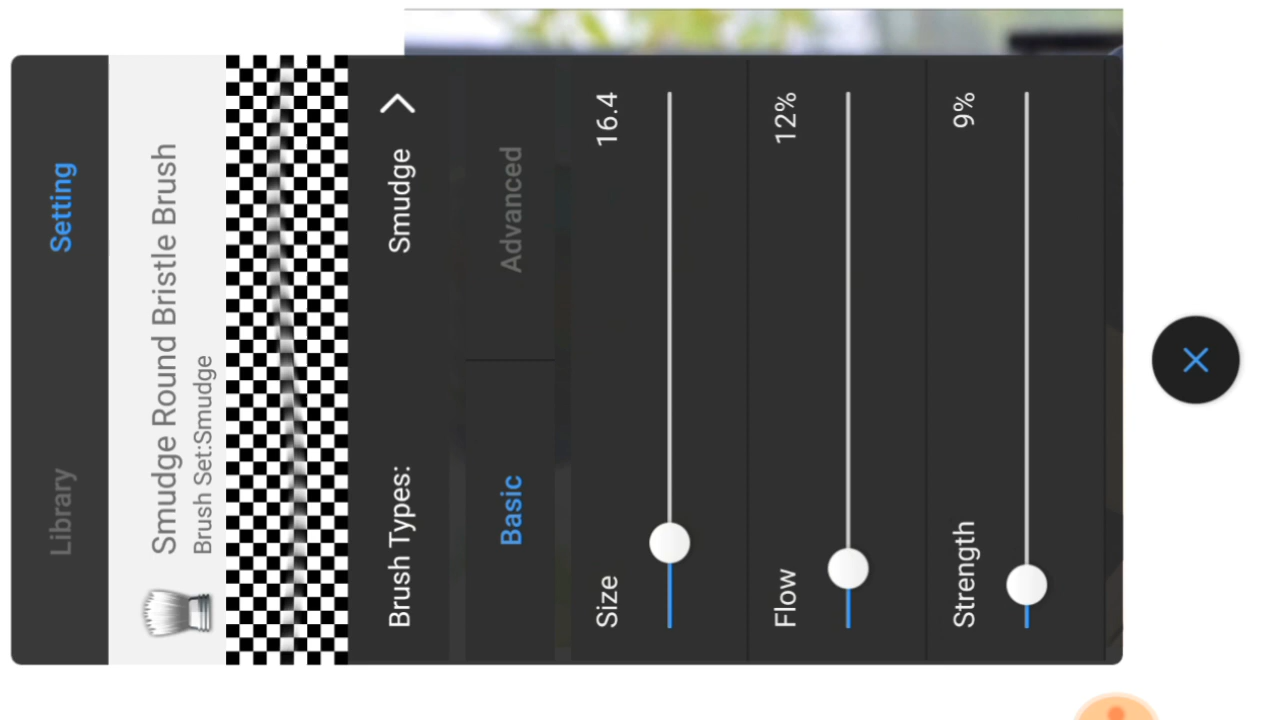 Library
Setting
Smudge Round Bristle Brush
Brush Set:Smudge
Brush Types:
Smudge
Basic
Advanced
Size
16.4
Flow
12%
Strength
9%